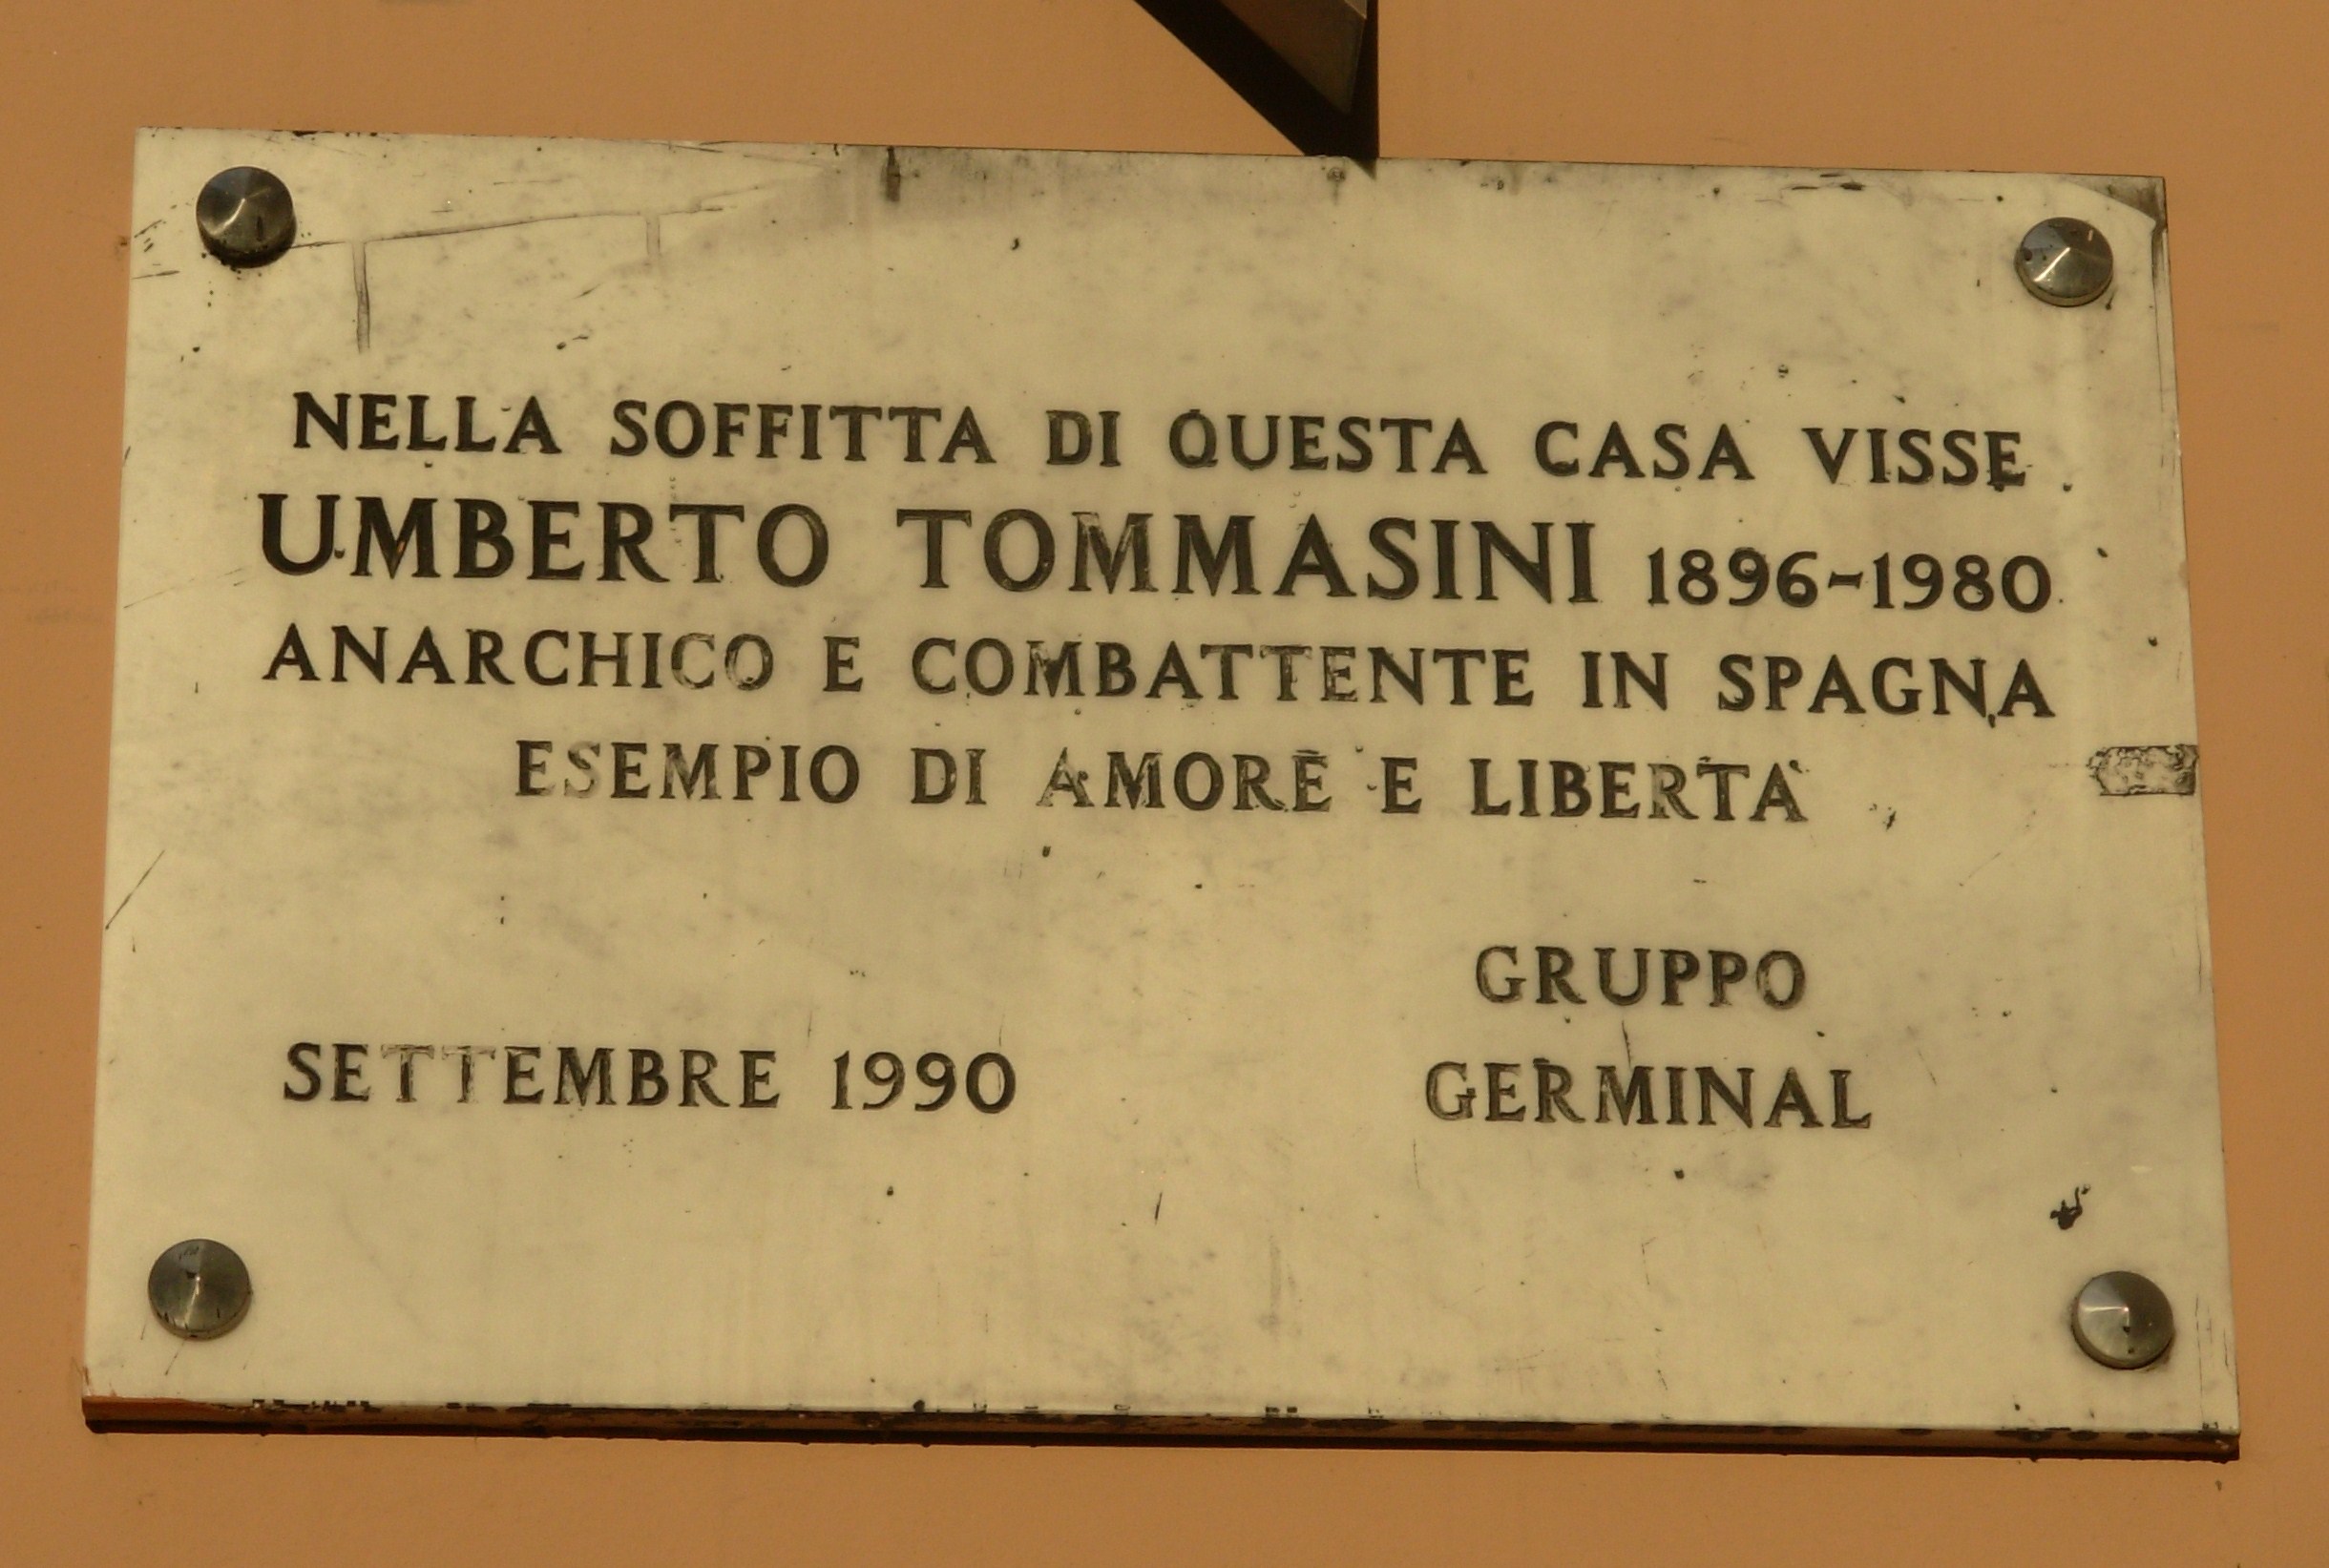 NELLA SOFFITTA DI QUESTA CASA VISSE
UMBERTO TOMMASINI 1896-1980
ANARCHICO E COMBATTENTE IN SPAGNA
ESEMPIO DI AMORE E LIBERTÀ
GRUPPO
SETTEMBRE 1990 GERMINAL